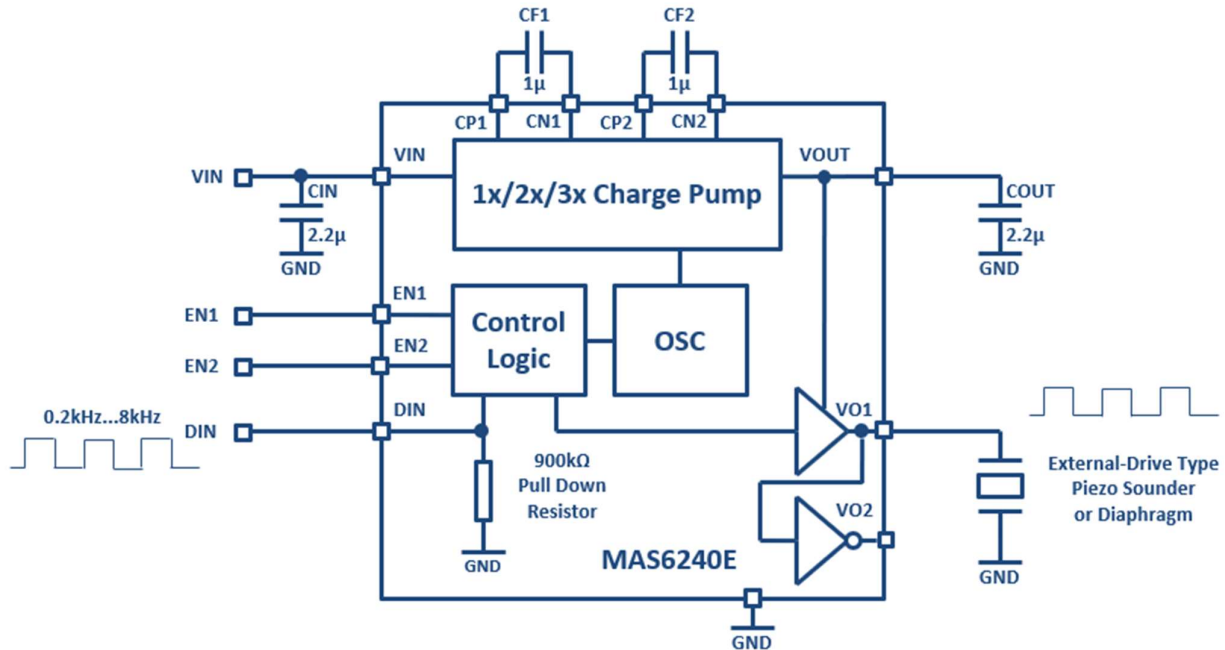 CF1
CF2
1µ
1µ
CP1
CN1
CP2
CN2
VIN
VIN
1x/2x/3x Charge Pump
VOUT
CIN
2.2µ
GND
COUT
2.2µ
GND
EN1
EN1
EN2
EN2
Control
Logic
OSC
0.2kHz...8kHz
DIN
DIN
900kΩ
Pull Down
Resistor
GND
VO1
VO2
External-Drive Type
Piezo Sounder
or Diaphragm
GND
MAS6240E
GND